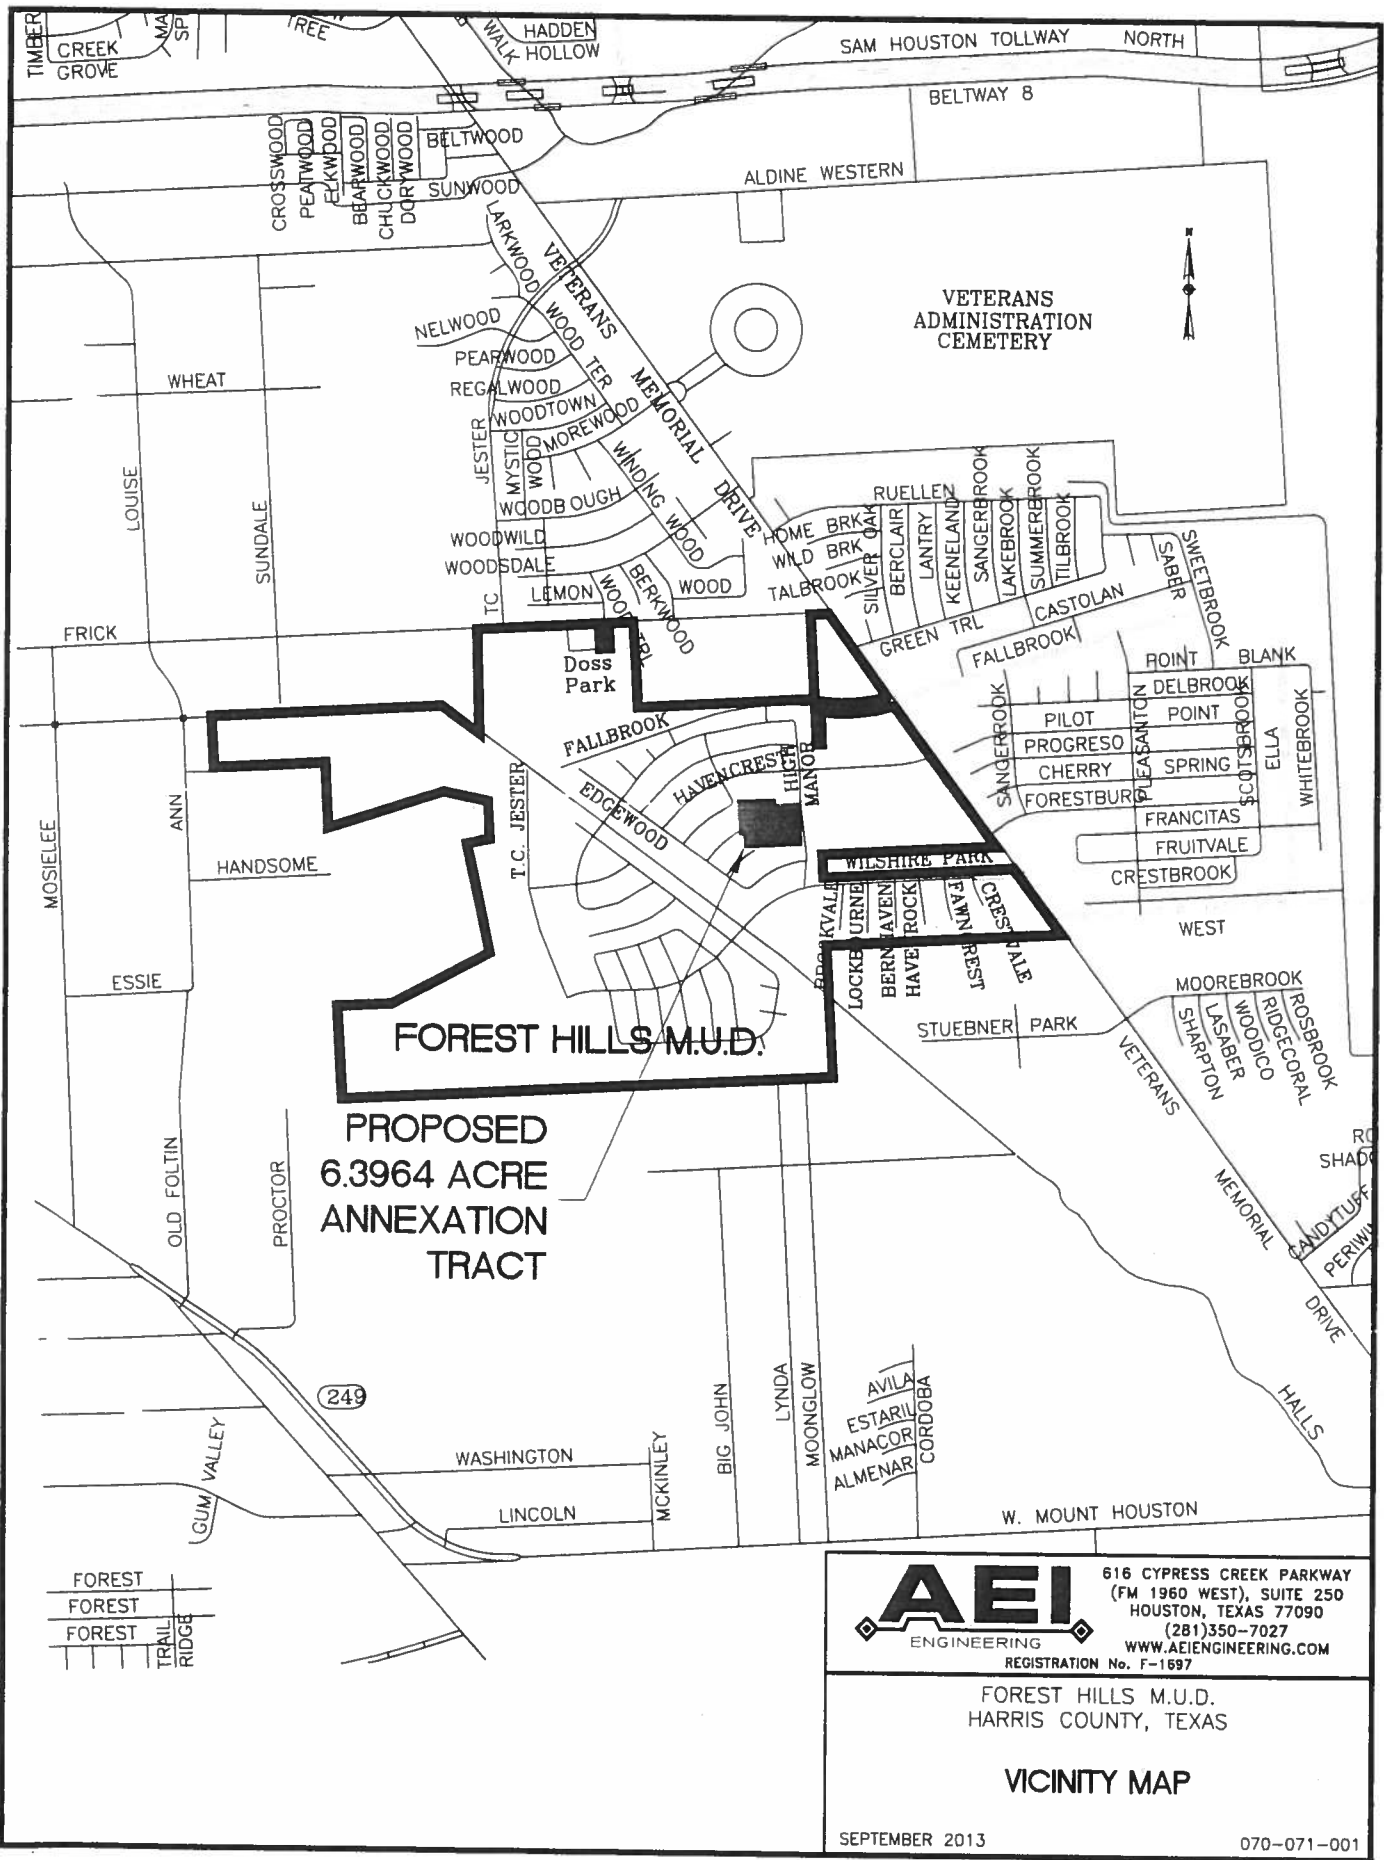 TIMBER
CREEK
GROVE
TREE
WALK
HADDEN
HOLLOW
SAM HOUSTON TOLLWAY NORTH
BELTWAY 8
CROSSWOOD
PEATWOOD
ELKWOOD
BEARWOOD
CHUCKWOOD
DORYWOOD
BELTWOOD
SUNWOOD
ALDINE WESTERN
LARKWOOD
VETERANS
MEMORIAL
DRIVE
N
VETERANS
ADMINISTRATION
CEMETERY
NELWOOD
WOOD TER
PEARWOOD
REGALWOOD
WOODTOWN
MOREWOOD
WHEAT
LOUISE
SUNDALE
JESTER
TC
MYSTIC
WOOD
WINDING WOOD
WOODBOUGH
WOODWILD
WOODSDALE
LEMON
WOOD
WOOD TRL
BERKWOOD
RUELLEN
HOME BRK
WILD BRK
TALBROOK
SILVER OAK
BERCLAIR
LANTRY
KEENELAND
SANGERBROOK
LAKEBROOK
SUMMERBROOK
TILBROOK
SABER
SWEETBROOK
CASTOLAN
GREEN TRL
FALLBROOK
FRICK
Doss
Park
POINT BLANK
DELBROOK
PILOT POINT
PROGRESO
CHERRY SPRING
FORESTBURG
FRANCITAS
FRUITVALE
CRESTBROOK
SANGERBROOK
PLEASANTON
SCOTSBROOK
ELLA
WHITEBROOK
WEST
FALLBROOK
HAVENCREST
HIGH
MANOR
EDGEWOOD
T.C. JESTER
MOSIELEE
ANN
HANDSOME
ESSIE
WILSHIRE PARK
BROOKVALE
LOCKBOURNE
BERNHAVEN
HAVENROCK
FAWNCREST
CRESTVALE
MOOREBROOK
STUEBNER PARK
SHARPTON
LASABER
WOODICO
RIDGECORAL
ROSBROOK
VETERANS
MEMORIAL
DRIVE
FOREST HILLS M.U.D.
PROPOSED
6.3964 ACRE
ANNEXATION
TRACT
OLD FOLTIN
PROCTOR
CANDYTUFF
249
GUM VALLEY
WASHINGTON
LINCOLN
MCKINLEY
BIG JOHN
LYNDA
MOONGLOW
AVILA
ESTARIL
MANACOR
ALMENAR
CORDOBA
HALLS
W. MOUNT HOUSTON
FOREST
FOREST
FOREST
TRAIL
RIDGE
AEI
ENGINEERING
616 CYPRESS CREEK PARKWAY
(FM 1960 WEST), SUITE 250
HOUSTON, TEXAS 77090
(281)350-7027
WWW.AEIENGINEERING.COM
REGISTRATION No. F-1697
FOREST HILLS M.U.D.
HARRIS COUNTY, TEXAS
VICINITY MAP
SEPTEMBER 2013
070-071-001